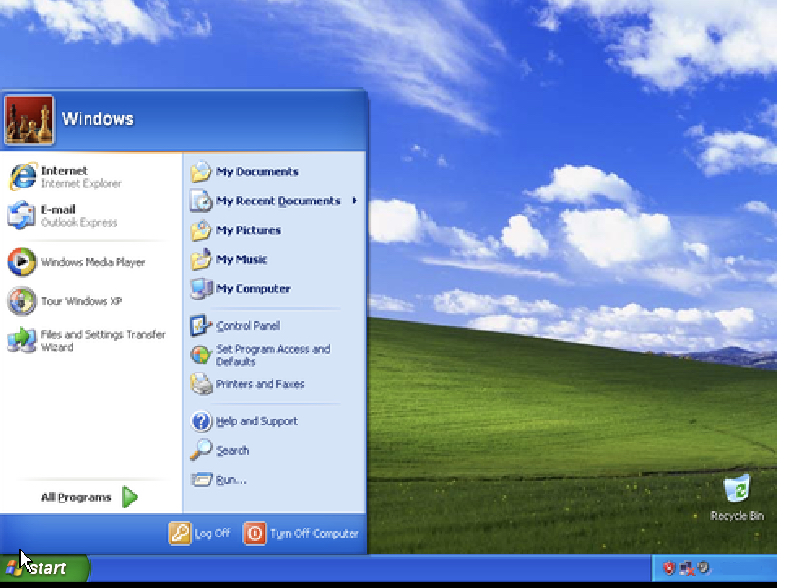 Windows
Internet
Internet Explorer
E-mail
Outlook Express
Windows Media Player
Tour Windows XP
Files and Settings Transfer
Wizard
All Programs
My Documents
My Recent Documents
My Pictures
My Music
My Computer
Control Panel
Set Program Access and
Defaults
Printers and Faxes
Help and Support
Search
Run...
Log Off
Turn Off Computer
Recycle Bin
start